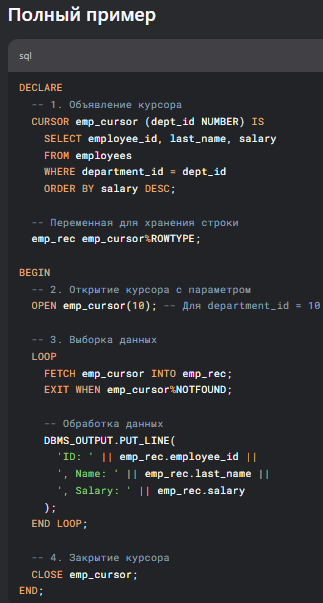 Полный пример
sql
DECLARE
  -- 1. Объявление курсора
  CURSOR emp_cursor (dept_id NUMBER) IS
    SELECT employee_id, last_name, salary
    FROM employees
    WHERE department_id = dept_id
    ORDER BY salary DESC;

  -- Переменная для хранения строки
  emp_rec emp_cursor%ROWTYPE;

BEGIN
  -- 2. Открытие курсора с параметром
  OPEN emp_cursor(10); -- Для department_id = 10

  -- 3. Выборка данных
  LOOP
    FETCH emp_cursor INTO emp_rec;
    EXIT WHEN emp_cursor%NOTFOUND;

    -- Обработка данных
    DBMS_OUTPUT.PUT_LINE(
      'ID: ' || emp_rec.employee_id ||
      ', Name: ' || emp_rec.last_name ||
      ', Salary: ' || emp_rec.salary
    );
  END LOOP;

  -- 4. Закрытие курсора
  CLOSE emp_cursor;
END;